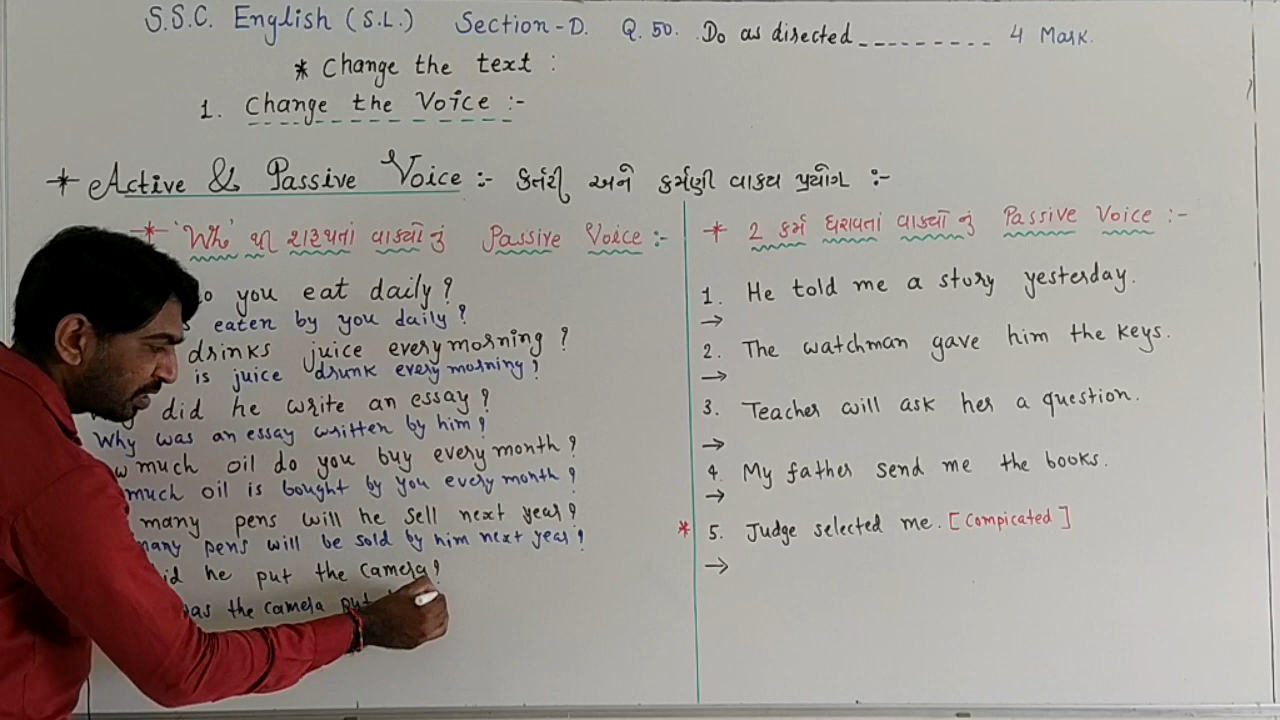 S.S.C. English (S.L.) Section-D. Q. 50. Do as directed _ _ _ _ _ _ _ _ _ 4 Mark.
* Change the text :
1. Change the Voice :-
* Active & Passive Voice :- કર્તરી અને કર્મણી વાક્ય પ્રયોગ :-
* 'Wh' થી શરૂથતાં વાક્યો નું Passive Voice :-
you eat daily?
eaten by you daily?
drinks juice every morning?
is juice drunk every morning?
did he write an essay?
Why was an essay written by him?
much oil do you buy every month?
much oil is bought by you every month?
many pens will he sell next year?
many pens will be sold by him next year?
he put the camera?
the camera put
* 2 કર્મ ધરાવતાં વાક્યો નું Passive Voice :-
1. He told me a story yesterday.
→
2. The watchman gave him the keys.
→
3. Teacher will ask her a question.
→
4. My father send me the books.
→
* 5. Judge selected me. [Compicated]
→